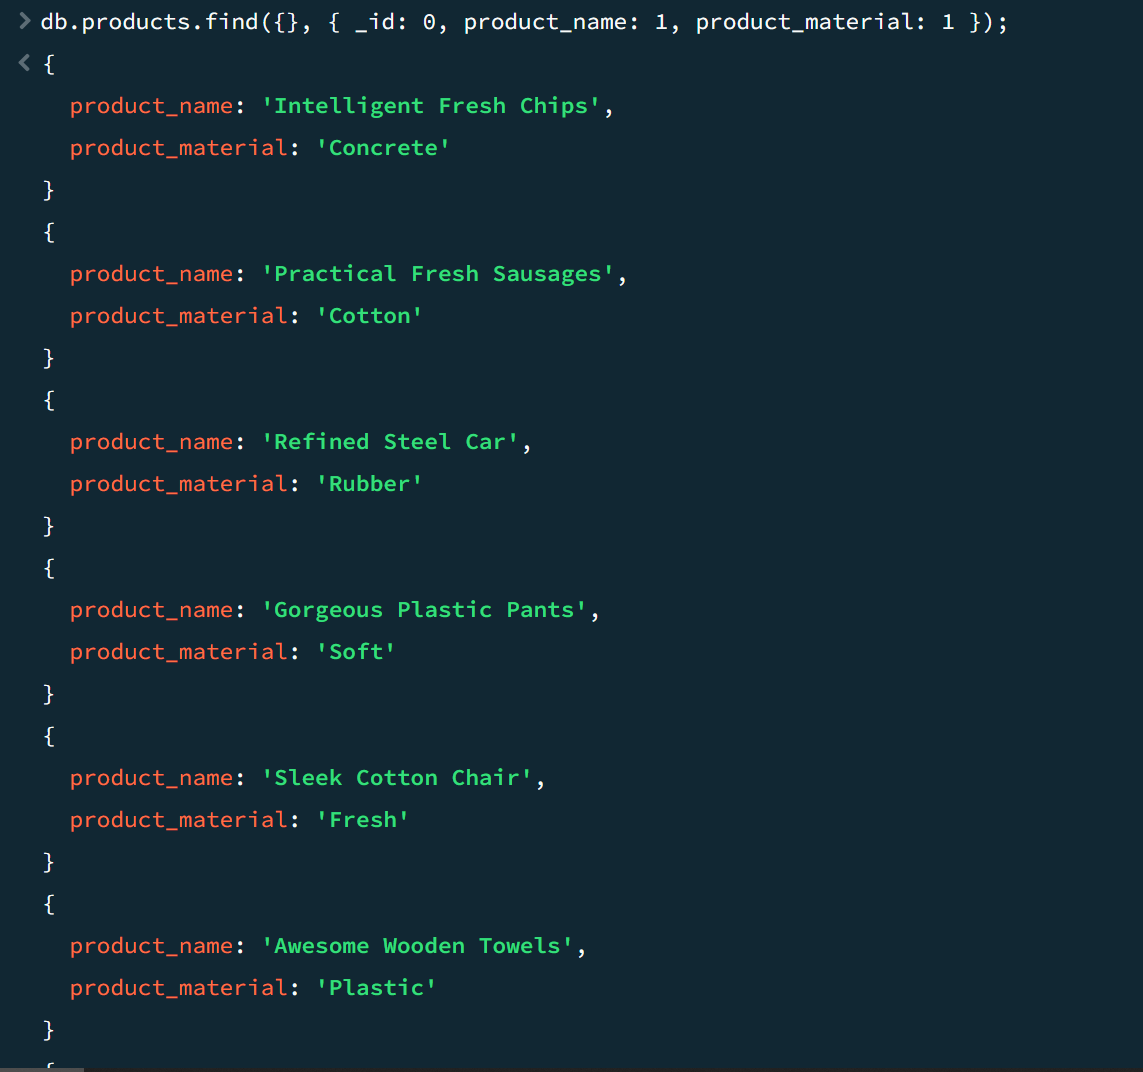 > db.products.find({}, { _id: 0, product_name: 1, product_material: 1 });
< {
product_name: 'Intelligent Fresh Chips',
product_material: 'Concrete'
}
{
product_name: 'Practical Fresh Sausages',
product_material: 'Cotton'
}
{
product_name: 'Refined Steel Car',
product_material: 'Rubber'
}
{
product_name: 'Gorgeous Plastic Pants',
product_material: 'Soft'
}
{
product_name: 'Sleek Cotton Chair',
product_material: 'Fresh'
}
{
product_name: 'Awesome Wooden Towels',
product_material: 'Plastic'
}
{